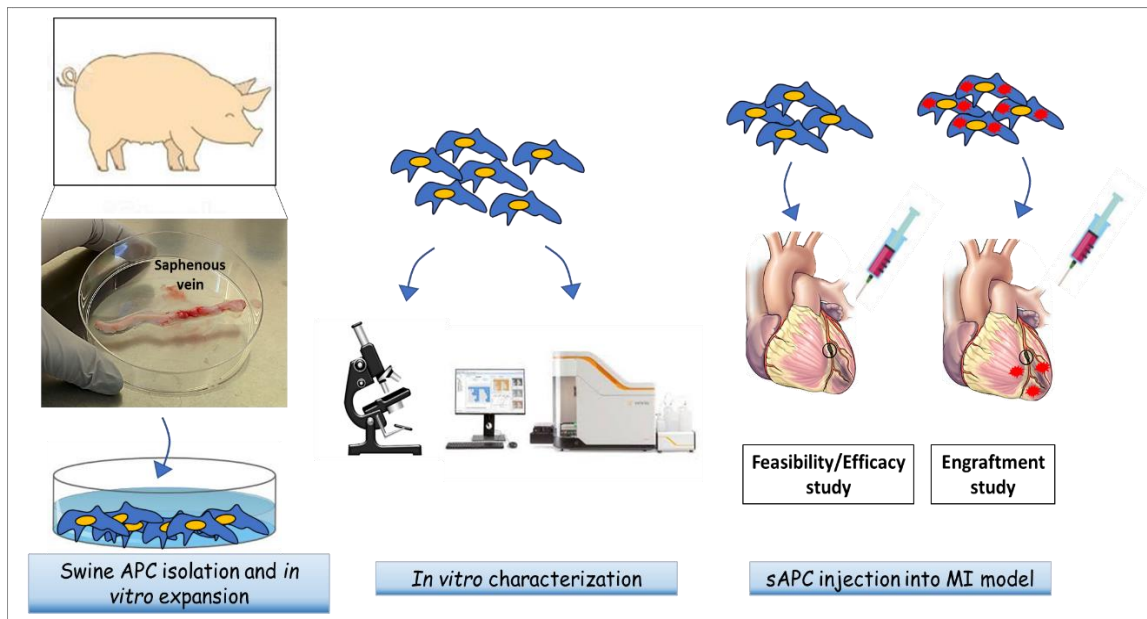 Saphenous
vein
Swine APC isolation and in
vitro expansion
In vitro characterization
Feasibility/Efficacy
study
Engraftment
study
sAPC injection into MI model